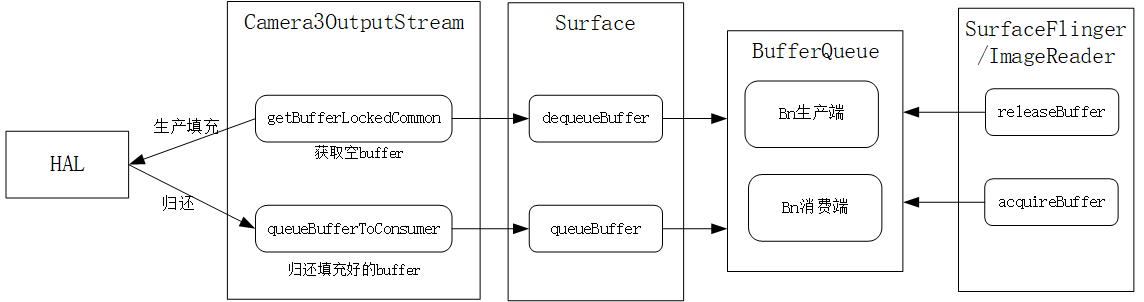 Camera3OutputStream
Surface
BufferQueue
SurfaceFlinger
/ImageReader
HAL
生产填充
归还
getBufferLockedCommon
获取空buffer
queueBufferToConsumer
归还填充好的buffer
dequeueBuffer
queueBuffer
Bn生产端
Bn消费端
releaseBuffer
acquireBuffer